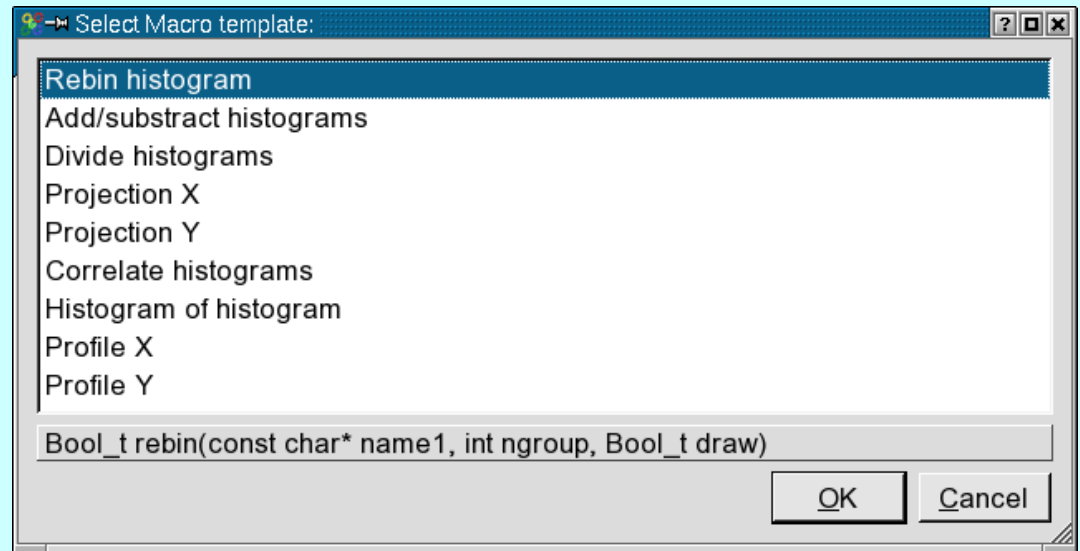 Select Macro template:
Rebin histogram
Add/substract histograms
Divide histograms
Projection X
Projection Y
Correlate histograms
Histogram of histogram
Profile X
Profile Y
Bool_t rebin(const char* name1, int ngroup, Bool_t draw)
OK Cancel